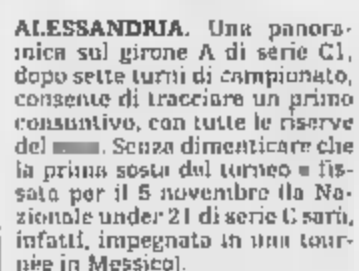 ALESSANDRIA. Una panora-
mica sul girone A di serie C1,
dopo sette turni di campionato,
consente di tracciare un primo
consuntivo, con tutte le riserve
del . Senza dimenticare che
la prima sosta del torneo è fis-
sata per il 5 novembre (la Na-
zionale under 21 di serie C sarà,
infatti, impegnata in una tour-
née in Messico).